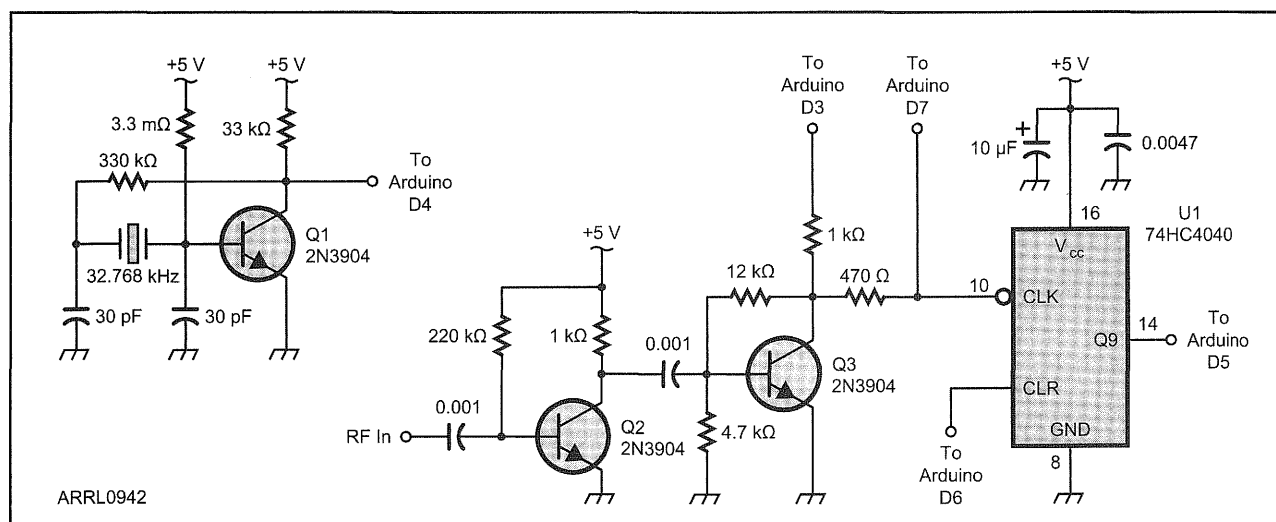 +5 V
+5 V
3.3 mΩ
33 kΩ
330 kΩ
To
Arduino
D4
32.768 kHz
Q1
2N3904
30 pF
30 pF
+5 V
220 kΩ
1 kΩ
0.001
RF In
Q2
2N3904
0.001
To
Arduino
D3
To
Arduino
D7
1 kΩ
12 kΩ
470 Ω
Q3
2N3904
4.7 kΩ
+5 V
+
10 µF
0.0047
16
U1
74HC4040
Vcc
10
CLK
Q9
14
To
Arduino
D5
CLR
GND
8
To
Arduino
D6
ARRL0942